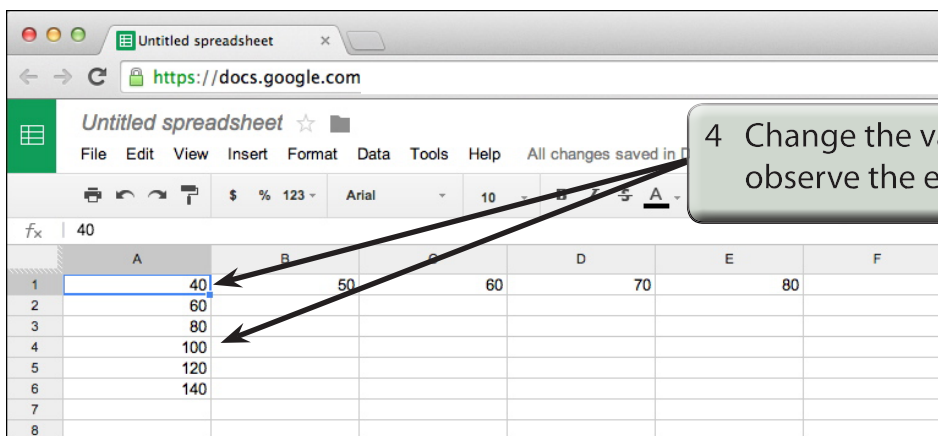 Untitled spreadsheet ×
https://docs.google.com
Untitled spreadsheet
File Edit View Insert Format Data Tools Help All changes saved in
4 Change the
observe the
$ % 123 Arial 10 A
fx 40
A B D E F
1 40 50 60 70 80
2 60
3 80
4 100
5 120
6 140
7
8